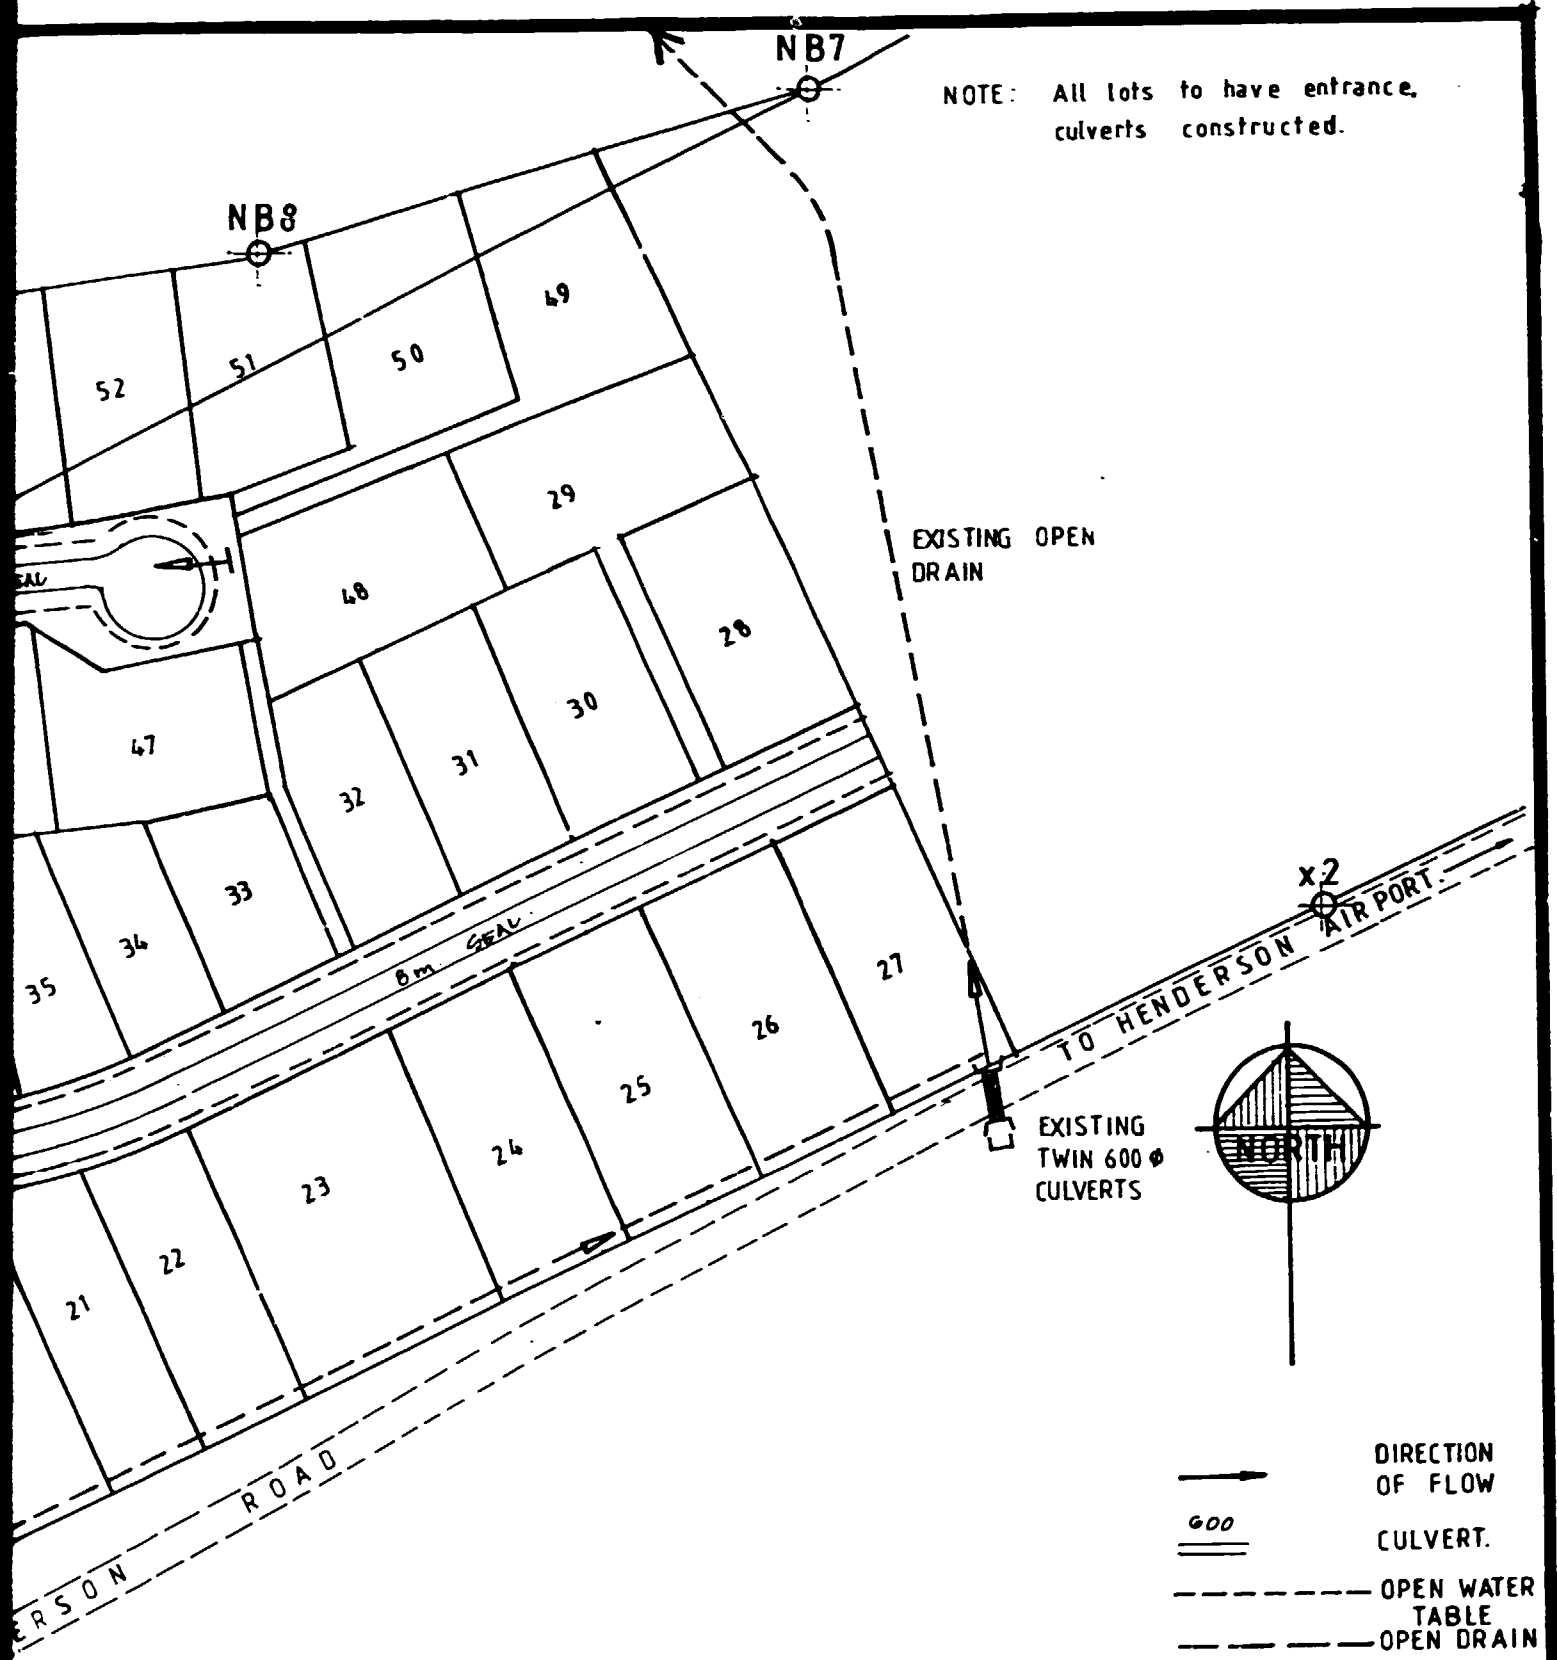 NB7
NOTE: All lots to have entrance.
culverts constructed.
NB8
49
50
51
52
29
EXISTING OPEN
DRAIN
48
28
30
47
31
32
33
34
35
8m SEAL
27
26
25
24
23
22
21
x2
TO HENDERSON AIRPORT.
EXISTING
TWIN 600 Ø
CULVERTS
NORTH
ERSON ROAD
DIRECTION
OF FLOW
600
CULVERT.
OPEN WATER
TABLE
OPEN DRAIN